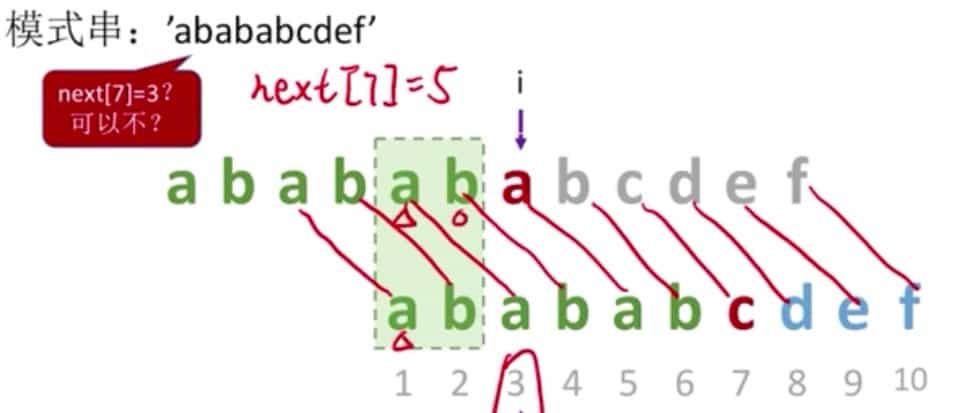 模式串：’abababcdef’
next[7]=3？
可以不？
next[7]=5
i
a b a b a b a b c d e f
a b a b a b c d e f
1 2 3 4 5 6 7 8 9 10